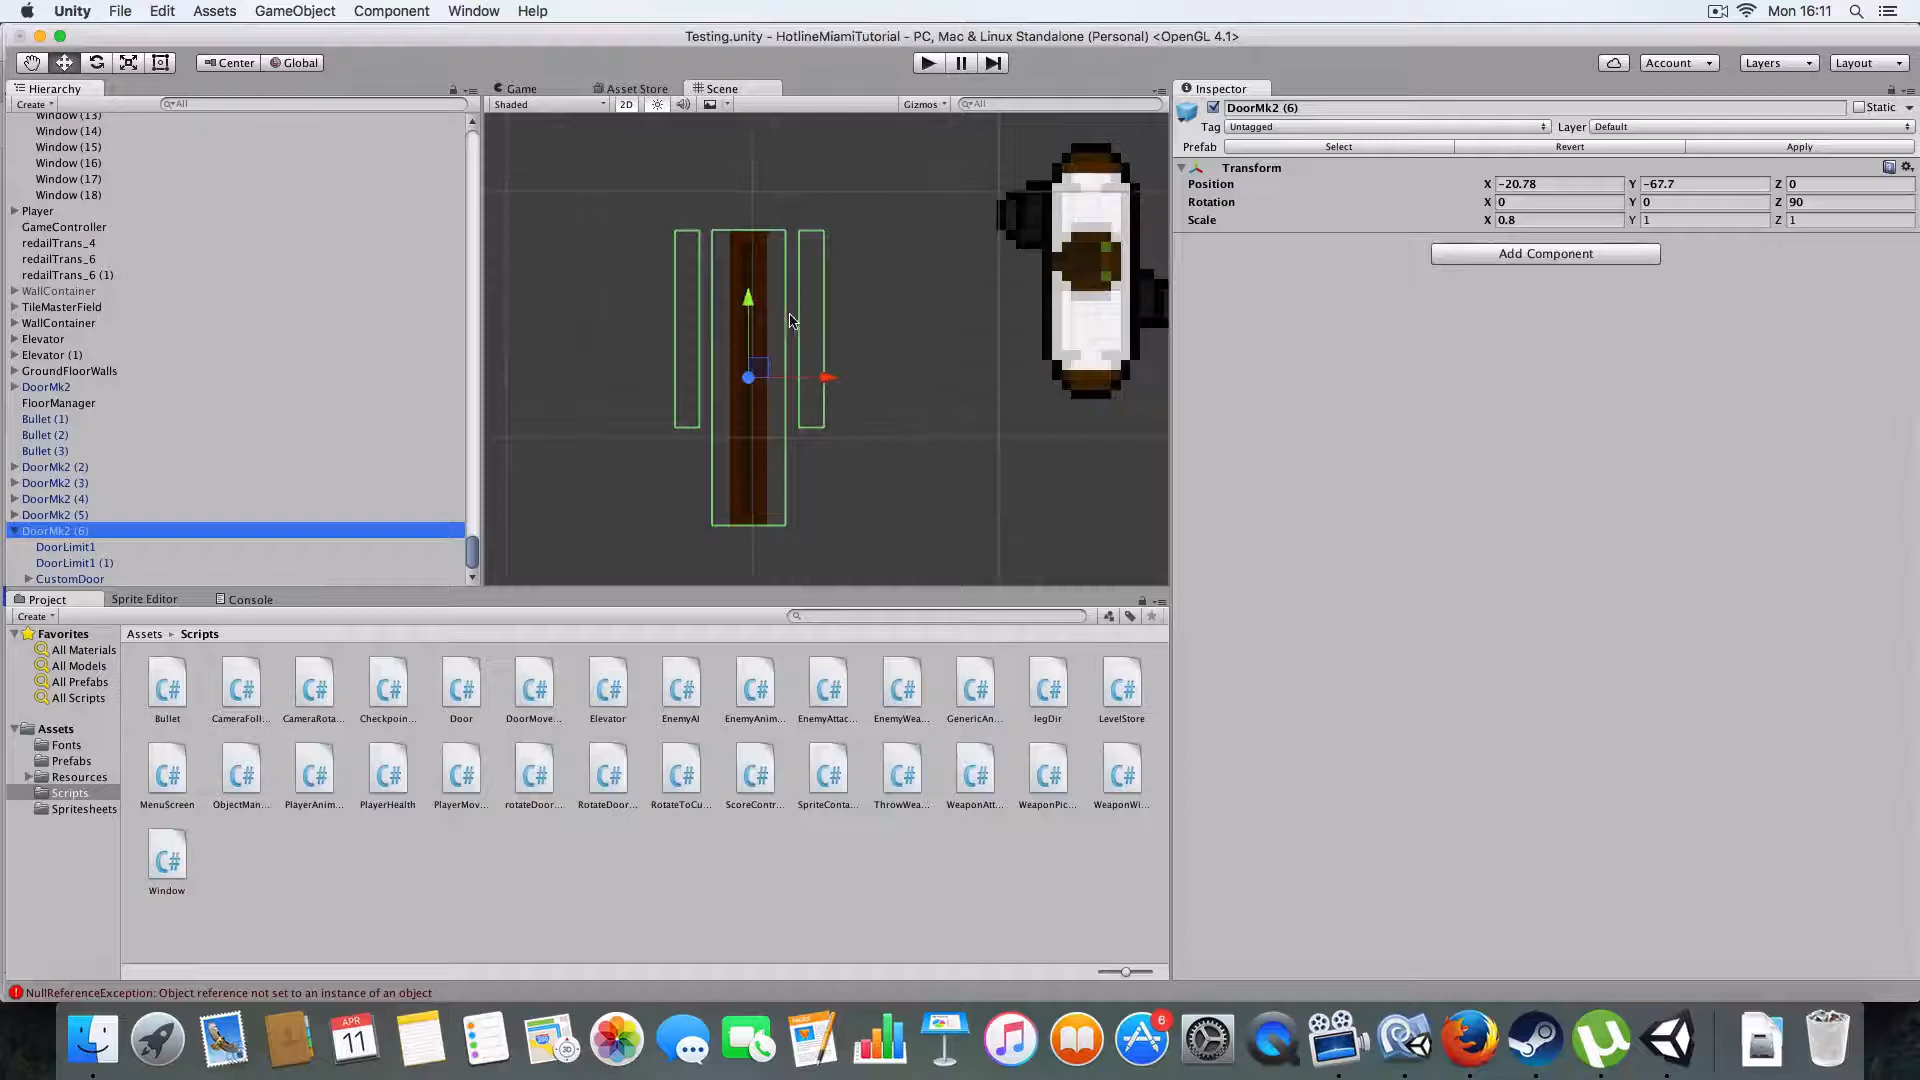 Unity File Edit Assets GameObject Component Window Help Mon 16:11
Testing.unity - HotlineMiamiTutorial - PC, Mac & Linux Standalone (Personal) <OpenGL 4.1>
Center Global Account Layers Layout
Hierarchy Game Asset Store Scene Inspector
Create All Shaded 2D Gizmos All
DoorMk2 (6) Static
Tag Untagged Layer Default
Prefab Select Revert Apply
Transform
Position X -20.78 Y -67.7 Z 0
Rotation X 0 Y 0 Z 90
Scale X 0.8 Y 1 Z 1
Add Component
Window (13)
Window (14)
Window (15)
Window (16)
Window (17)
Window (18)
Player
GameController
redailTrans_4
redailTrans_6
redailTrans_6 (1)
WallContainer
TileMasterField
WallContainer
Elevator
Elevator (1)
GroundFloorWalls
DoorMk2
FloorManager
Bullet (1)
Bullet (2)
Bullet (3)
DoorMk2 (2)
DoorMk2 (3)
DoorMk2 (4)
DoorMk2 (5)
DoorMk2 (6)
DoorLimit1
DoorLimit1 (1)
CustomDoor
Project Sprite Editor Console
Create
Favorites
All Materials
All Models
All Prefabs
All Scripts
Assets
Fonts
Prefabs
Resources
Scripts
Spritesheets
Assets Scripts
C# C# C# C# C# C# C# C# C# C# C# C# C#
Bullet CameraFoll... CameraRota... Checkpoin... Door DoorMove... Elevator EnemyAI EnemyAnim... EnemyAttac... EnemyWea... GenericAn... legDir LevelStore
C# C# C# C# C# C# C# C# C# C# C# C# C# C#
MenuScreen ObjectMan... PlayerAnim... PlayerHealth PlayerMov... rotateDoor... RotateDoor... RotateToCu... ScoreContr... SpriteConta... ThrowWea... WeaponAtt... WeaponPic... WeaponWi...
C#
Window
NullReferenceException: Object reference not set to an instance of an object
APR
11
6